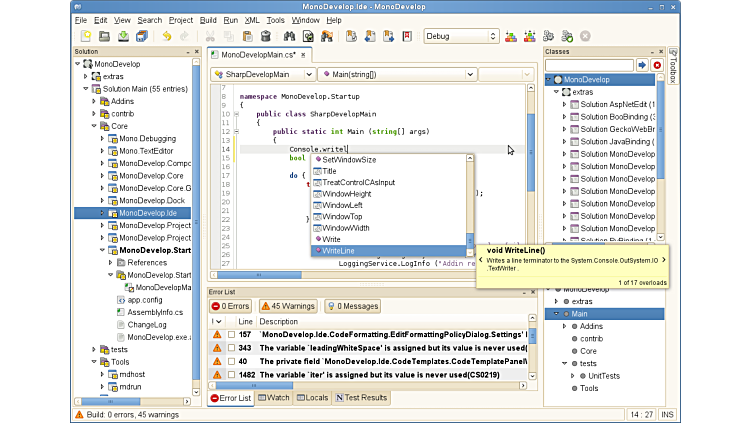 MonoDevelop.Ide - MonoDevelop
File Edit View Search Project Build Run XML Tools Window Help
Debug
Solution
MonoDevelop
extras
Solution Main (55 entries)
Addins
contrib
Core
Mono.Debugging
Mono.TextEditor
MonoDevelop.Compo
MonoDevelop.Core
MonoDevelop.Core.G
MonoDevelop.Dock
MonoDevelop.Ide
MonoDevelop.Project
MonoDevelop.Project
MonoDevelop.Start
References
MonoDevelop.Start
MonoDevelopMa
app.config
AssemblyInfo.cs
ChangeLog
MonoDevelop.exe.
tests
Tools
mdhost
mdrun
MonoDevelopMain.cs*
SharpDevelopMain
Main(string[] args)
7
8 namespace MonoDevelop.Startup
9 {
10 public class SharpDevelopMain
11 {
12 public static int Main (string[] args)
13 {
14 Console.writel
15 bool
16
17 do {
18
19 );
20
21
22 }
23
24
25
26
27 LoggingService.LogInfo ("Addin re
SetWindowSize
Title
TreatControlCAsInput
WindowHeight
WindowLeft
WindowTop
WindowWidth
Write
WriteLine
void WriteLine()
Writes a line terminator to the System.Console.OutSystem.IO
.TextWriter .
1 of 17 overloads
Error List
0 Errors
45 Warnings
0 Messages
! Line Description
157 'MonoDevelop.Ide.CodeFormatting.EditFormattingPolicyDialog.Settings' l
343 The variable `leadingWhiteSpace' is assigned but its value is never used(
40 The private field `MonoDevelop.Ide.CodeTemplates.CodeTemplatePanelW
1482 The variable `iter' is assigned but its value is never used(CS0219)
Error List Watch Locals Test Results
Classes
MonoDevelop
extras
Solution AspNetEdit (1
Solution BooBinding (3
Solution GeckoWebBr
Solution JavaBinding (
Solution MonoDevelop
Solution MonoDevelop
Solution MonoDevelop
Solution MonoDevelop
Solution MonoDevelop
Solution MonoDevelop
Solution MonoDevelop
Solution MonoDevelop
Toolbox
MonoDevelop
extras
Main
Addins
contrib
Core
tests
UnitTests
Tools
Build: 0 errors, 45 warnings
14 : 27 INS